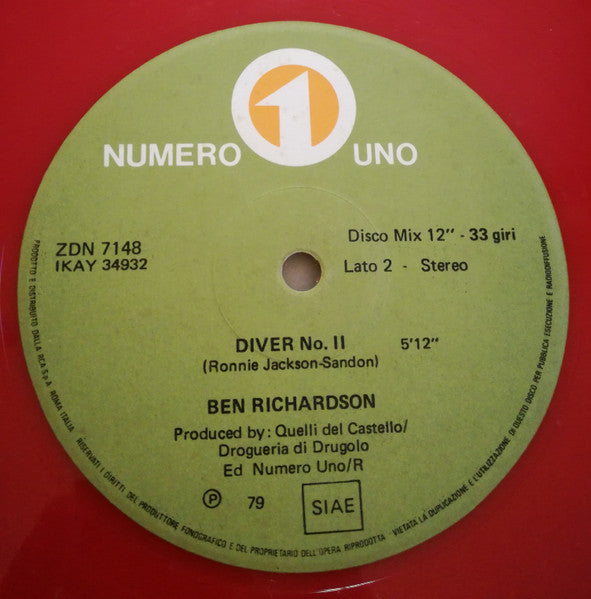 1
NUMERO UNO
ZDN 7148
IKAY 34932
Disco Mix 12" - 33 giri
Lato 2 - Stereo
DIVER No. II 5'12"
(Ronnie Jackson-Sandon)
BEN RICHARDSON
Produced by: Quelli del Castello/
Drogueria di Drugolo
Ed Numero Uno/R
P 79 SIAE
PRODOTTO E DISTRIBUITO DALLA RCA S.p.A. ROMA ITALIA. RISERVATI I DIRITTI DEL PRODUTTORE FONOGRAFICO E DEL PROPRIETARIO DELL'OPERA RIPRODOTTA VIETATA LA DUPLICAZIONE E L'UTILIZZAZIONE DI QUESTO DISCO PER PUBBLICA ESECUZIONE E RADIODIFFUSIONE